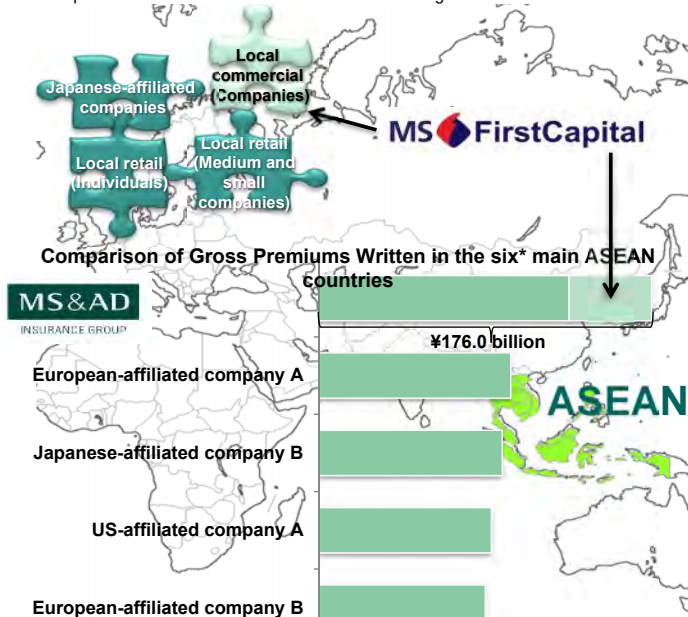 Local
commercial
(Companies)
Japanese-affiliated
companies
Local retail
(Individuals)
Local retail
(Medium and
small
companies)
MS FirstCapital
Comparison of Gross Premiums Written in the six* main ASEAN
countries
MS&AD
INSURANCE GROUP
¥176.0 billion
European-affiliated company A
ASEAN
Japanese-affiliated company B
US-affiliated company A
European-affiliated company B